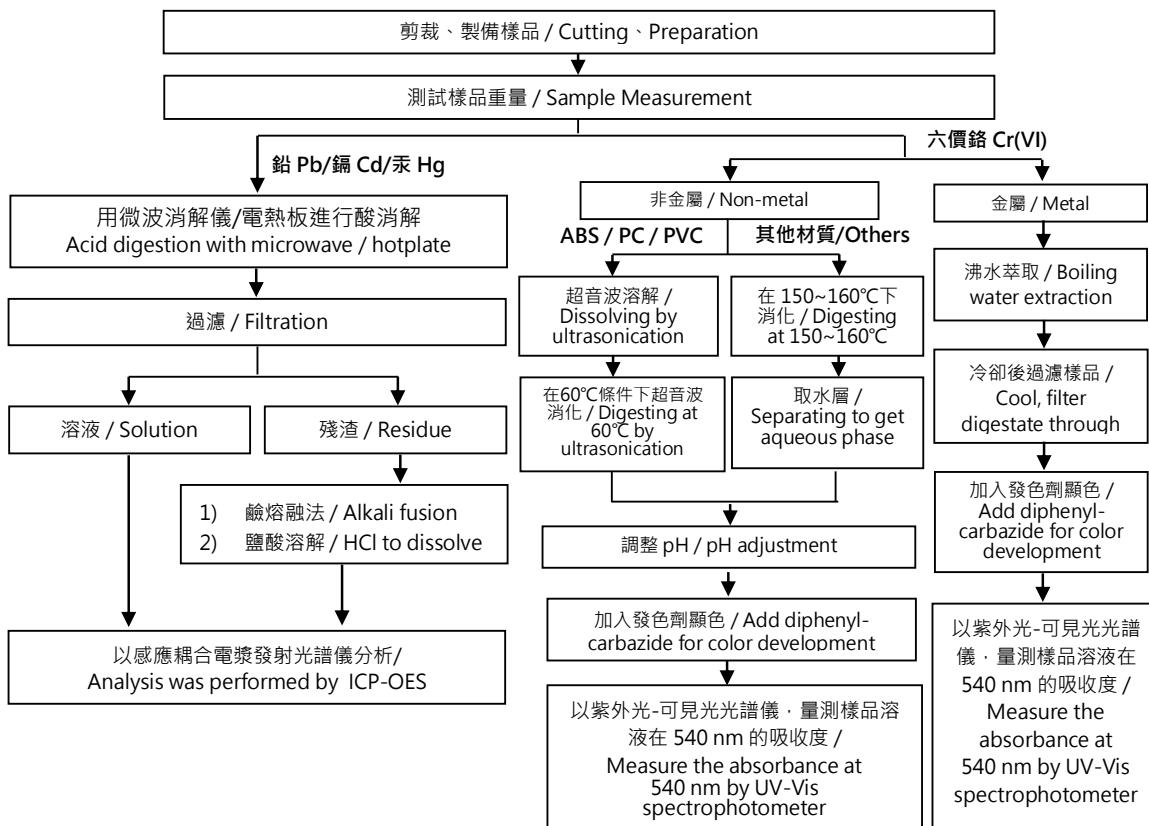 剪裁、製備樣品 / Cutting、Preparation
測試樣品重量 / Sample Measurement
鉛 Pb/鎘 Cd/汞 Hg
六價鉻 Cr(VI)
用微波消解儀/電熱板進行酸消解
Acid digestion with microwave / hotplate
過濾 / Filtration
溶液 / Solution
殘渣 / Residue
1) 鹼熔融法 / Alkali fusion
2) 鹽酸溶解 / HCl to dissolve
以感應耦合電漿發射光譜儀分析/
Analysis was performed by ICP-OES
非金屬 / Non-metal
ABS / PC / PVC
其他材質/Others
超音波溶解 /
Dissolving by
ultrasonication
在60℃條件下超音波
消化 / Digesting at
60℃ by
ultrasonication
在 150~160℃下
消化 / Digesting
at 150~160℃
取水層 /
Separating to get
aqueous phase
調整 pH / pH adjustment
加入發色劑顯色 / Add diphenyl-
carbazide for color development
以紫外光-可見光光譜儀，量測樣品溶
液在 540 nm 的吸收度 /
Measure the absorbance at
540 nm by UV-Vis
spectrophotometer
金屬 / Metal
沸水萃取 / Boiling
water extraction
冷卻後過濾樣品 /
Cool, filter
digestate through
加入發色劑顯色 /
Add diphenyl-
carbazide for color
development
以紫外光-可見光光譜
儀，量測樣品溶液在
540 nm 的吸收度 /
Measure the
absorbance at
540 nm by UV-Vis
spectrophotometer